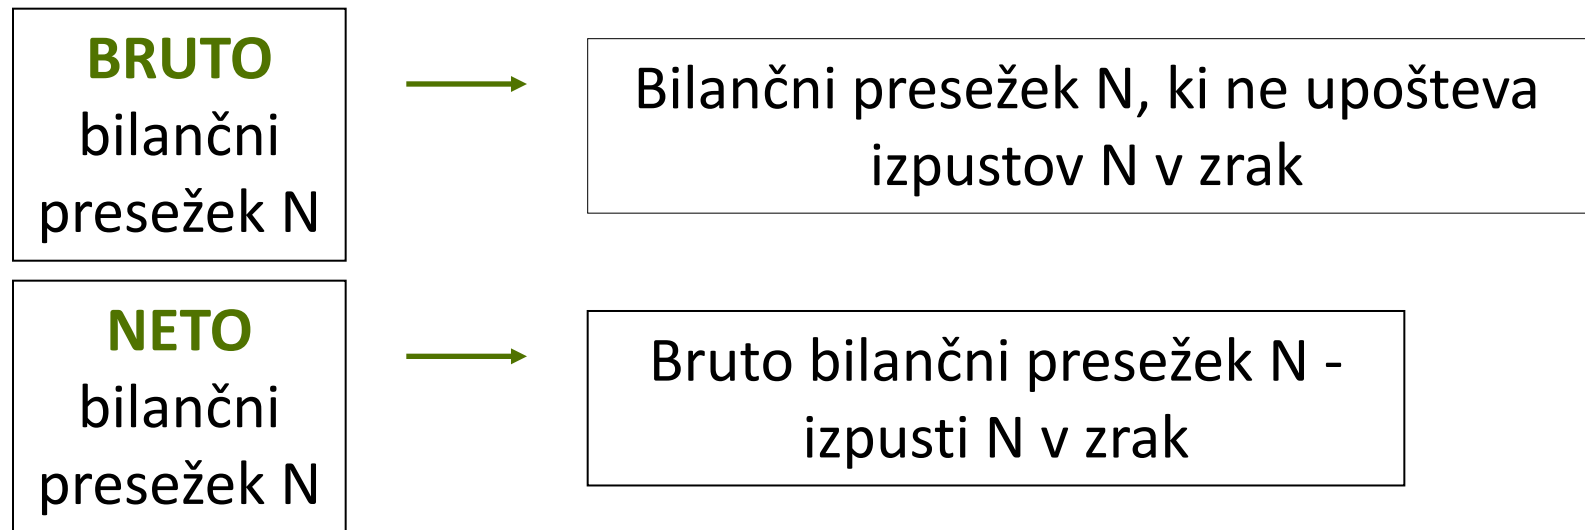 BRUTO
bilančni
presežek N
Bilančni presežek N, ki ne upošteva
izpustov N v zrak
NETO
bilančni
presežek N
Bruto bilančni presežek N -
izpusti N v zrak